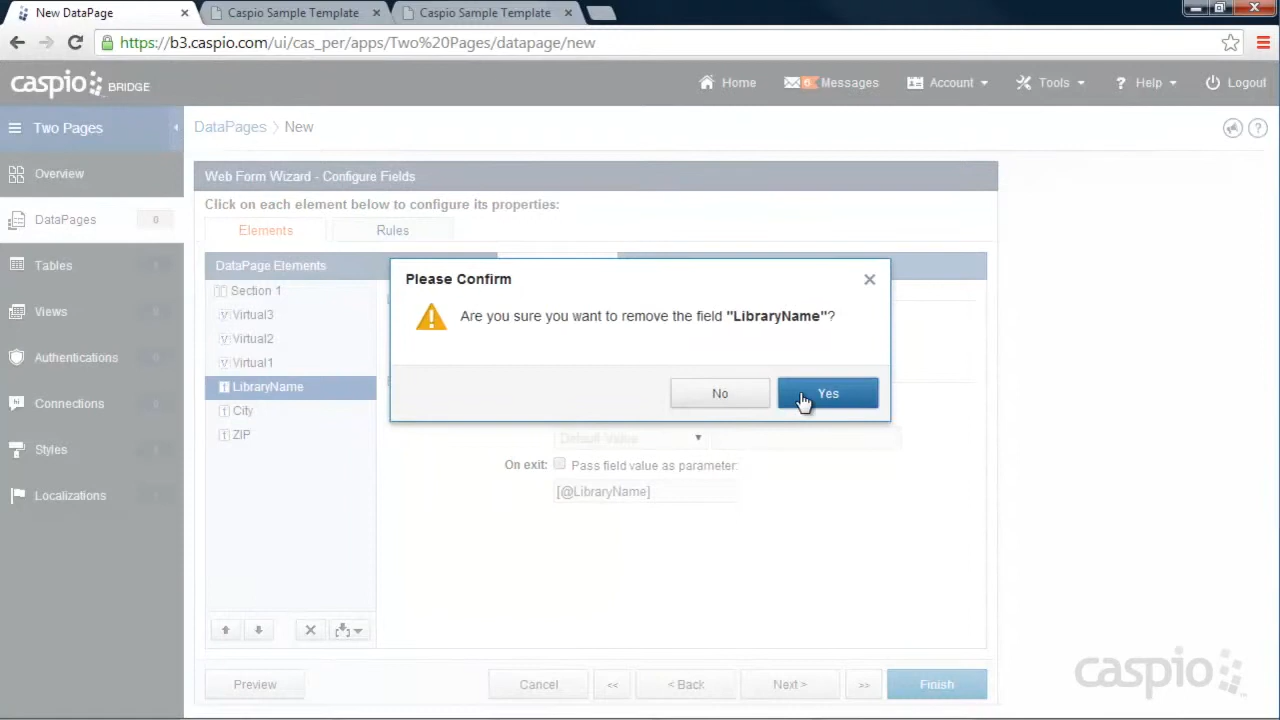 New DataPage
Caspio Sample Template
Caspio Sample Template
https://b3.caspio.com/ui/cas_per/apps/Two%20Pages/datapage/new
caspio BRIDGE
Home
6 Messages
Account
Tools
? Help
Logout
Two Pages
DataPages > New
?
Overview
DataPages 0
Tables
Views
Authentications
Connections
Styles
Localizations
Web Form Wizard - Configure Fields
Click on each element below to configure its properties:
Elements
Rules
DataPage Elements
Section 1
Virtual3
Virtual2
Virtual1
LibraryName
City
ZIP
Please Confirm
Are you sure you want to remove the field "LibraryName"?
No
Yes
Default Value
On exit: Pass field value as parameter:
[@LibraryName]
Preview
Cancel
<<
< Back
Next >
>>
Finish
caspio